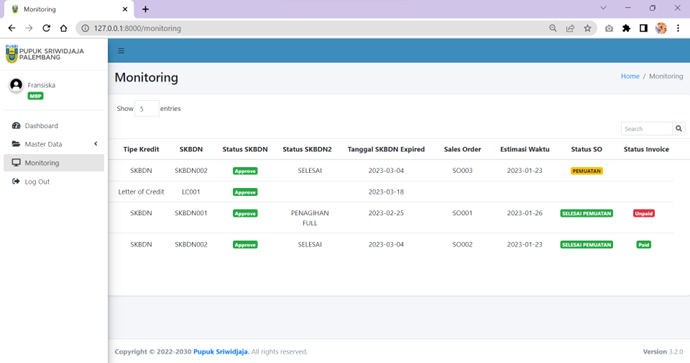 Monitoring
127.0.0.1:8000/monitoring
PUSRI
PUPUK SRIWIDJAJA
PALEMBANG
Fransiska
MBP
Dashboard
Master Data
Monitoring
Log Out
Monitoring
Home / Monitoring
Show 5 entries
Search
Tipe Kredit SKBDN Status SKBDN Status SKBDN2 Tanggal SKBDN Expired Sales Order Estimasi Waktu Status SO Status Invoice
SKBDN SKBDN002 Approve SELESAI 2023-03-04 SO003 2023-01-23 PEMUATAN
Letter of Credit LC001 Approve 2023-03-18
SKBDN SKBDN001 Approve PENAGIHAN FULL 2023-02-25 SO001 2023-01-26 SELESAI PEMUATAN Unpaid
SKBDN SKBDN002 Approve SELESAI 2023-03-04 SO002 2023-01-23 SELESAI PEMUATAN Paid
Copyright © 2022-2030 Pupuk Sriwidjaja. All rights reserved.
Version 3.2.0